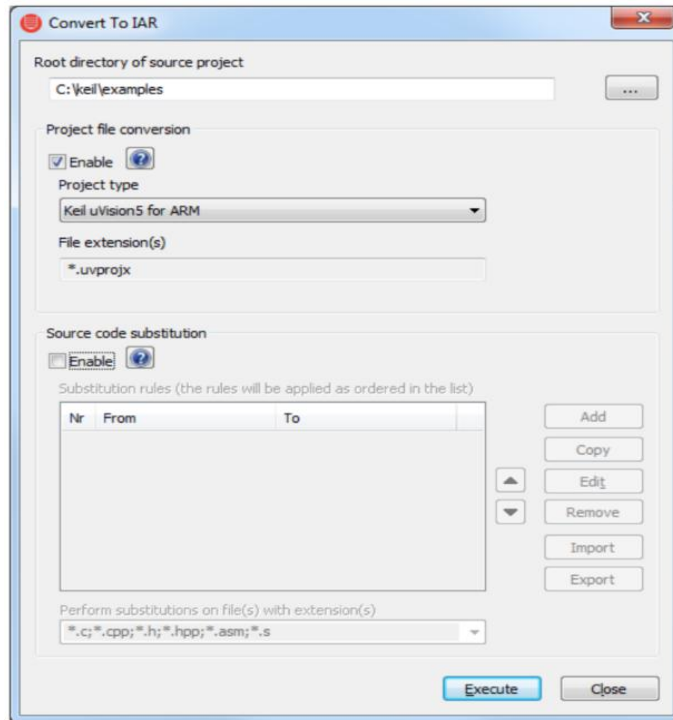 Convert To IAR
Root directory of source project
C:\keil\examples
...
Project file conversion
Enable
Project type
Keil uVision5 for ARM
File extension(s)
*.uvprojx
Source code substitution
Enable
Substitution rules (the rules will be applied as ordered in the list)
Nr From To
Add
Copy
Edit
Remove
Import
Export
Perform substitutions on file(s) with extension(s)
*.c;*.cpp;*.h;*.hpp;*.asm;*.s
Execute Close